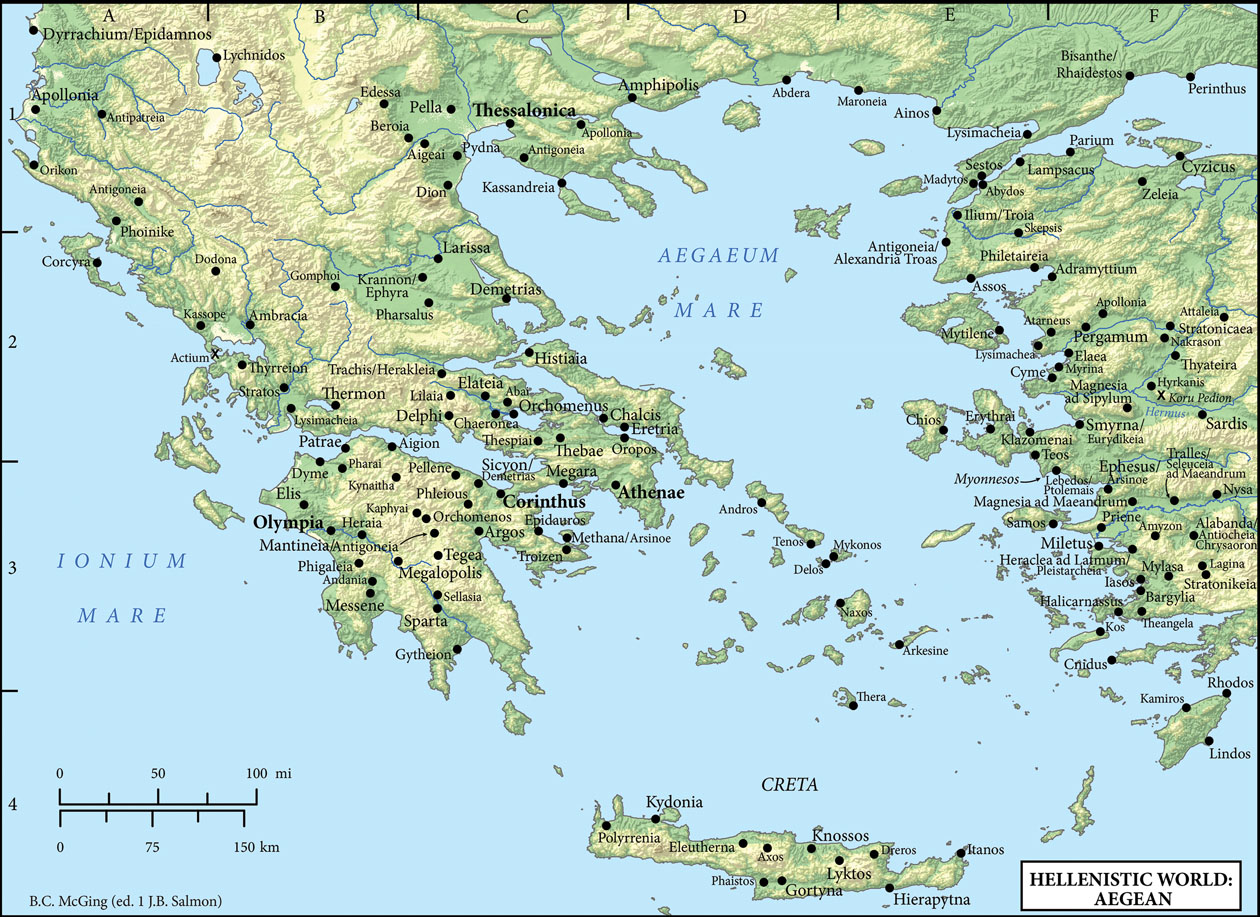 A
B
C
D
E
F
Dyrrachium/Epidamnos
Lychnidos
Bisanthe/
Rhaidestos
Perinthus
Apollonia
Edessa
Pella
Thessalonica
Amphipolis
Abdera
Maroneia
Ainos
1
Antipatreia
Beroia
Apollonia
Lysimacheia
Parium
Aigeai
Pydna
Antigoneia
Orikon
Sestos
Lampsacus
Cyzicus
Antigoneia
Dion
Kassandreia
Madytos
Abydos
Zeleia
Phoinike
Ilium/Troia
Skepsis
Corcyra
Dodona
Larissa
AEGAEUM
Antigoneia/
Alexandria Troas
Philetaireia
Adramyttium
Gomphoi
Krannon/
Ephyra
Demetrias
Assos
MARE
Kassope
Ambracia
Pharsalus
Apollonia
Attaleia
Mytilene
Atarneus
Pergamum
Stratonicaea
2
Nakrason
Actium
X
Histiaia
Lysimachea
Elaea
Thyateira
Thyrreion
Trachis/Herakleia
Cyme
Myrina
Stratos
Thermon
Elateia
Abai
Lilaia
Orchomenus
Magnesia
ad Sipylum
Hyrkanis
X
Koru Pedion
Hermus
Lysimacheia
Delphi
Chaeronea
Chalcis
Eretria
Chios
Erythrai
Smyrna/
Eurydikeia
Sardis
Patrae
Aigion
Thespiai
Thebae
Oropos
Klazomenai
Teos
Dyme
Pharai
Pellene
Sicyon/
Demetrias
Megara
Tralles/
Seleuceia
ad Maeandrum
Kynaitha
Myonnesos
Lebedos/
Ptolemais
Ephesus/
Arsinoe
Nysa
Elis
Phleious
Corinthus
Athenae
Magnesia ad Maeandrum
Kaphyai
Orchomenos
Olympia
Heraia
Argos
Epidauros
Andros
Samos
Priene
Amyzon
Alabanda/
Antiocheia
Chrysaoron
Mantineia/
Antigoneia
Methana/Arsinoe
Tenos
Mykonos
Miletus
IONIUM
Tegea
Troizen
Delos
Heraclea ad Latmum/
Pleistarcheia
Mylasa
Lagina
Phigaleia
Megalopolis
Iasos
Stratonikeia
3
Andania
Messene
Sellasia
Bargylia
MARE
Sparta
Naxos
Halicarnassus
Kos
Theangela
Gytheion
Arkesine
Cnidus
Thera
Kamiros
Rhodos
Lindos
0
50
100 mi
CRETA
4
Kydonia
0
75
150 km
Polyrrenia
Eleutherna
Axos
Knossos
Dreros
Itanos
Lyktos
Phaistos
Gortyna
Hierapytna
HELLENISTIC WORLD:
AEGEAN
B.C. McGing (ed. 1 J.B. Salmon)